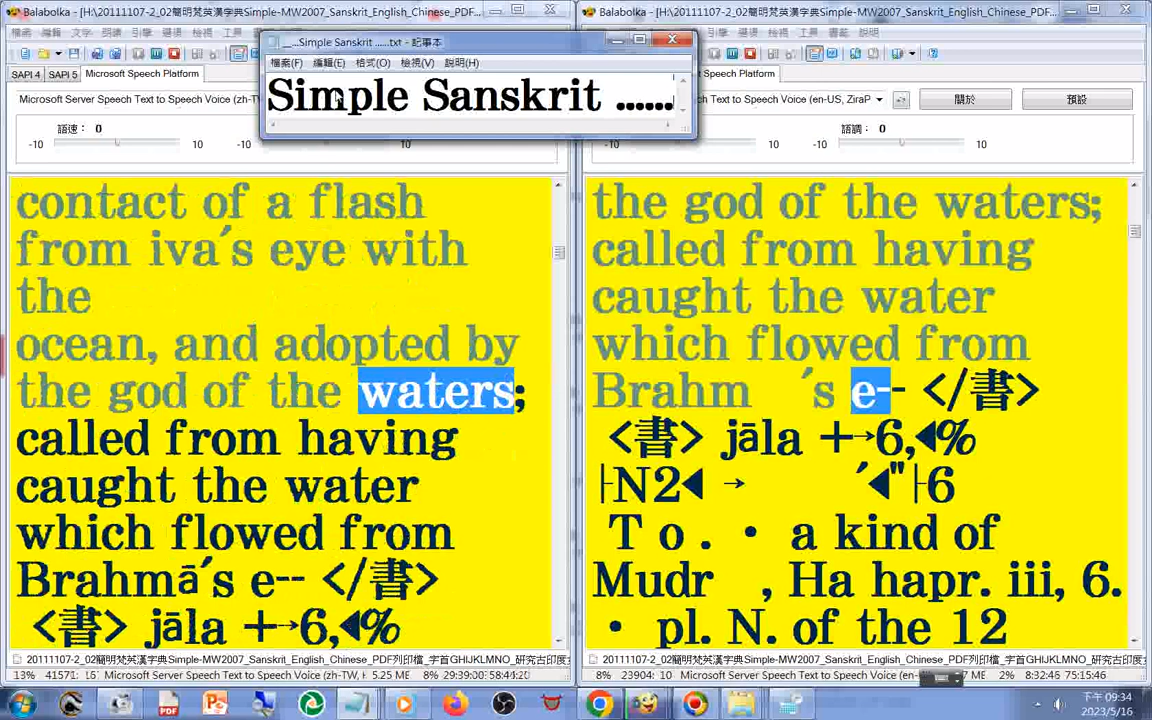 Balabolka - [H:\20111107-2_02簡明梵英漢字典Simple-MW2007_Sanskrit_English_Chinese_PDF...
Balabolka - [H:\20111107-2_02簡明梵英漢字典Simple-MW2007_Sanskrit_English_Chinese_PDF...
__...Simple Sanskrit ......txt - 記事本
檔案(F) 編輯(E) 格式(O) 檢視(V) 說明(H)
Simple Sanskrit ......
SAPI 4 SAPI 5 Microsoft Speech Platform
Microsoft Server Speech Text to Speech Voice (zh-TW
t Speech Platform
ech Text to Speech Voice (en-US, ZiraP
關於 預設
語速： 0
語調： 0
-10 10 10
-10 10
contact of a flash
from iva´s eye with
the
ocean, and adopted by
the god of the waters;
called from having
caught the water
which flowed from
Brahmā´s e-- </書>
<書> jāla +→6,◀%
the god of the waters;
called from having
caught the water
which flowed from
Brahm ´s e-- </書>
<書> jāla +→6,◀%
├N2◀ → ´◀"├6
T o . • a kind of
Mudr , Ha hapr. iii, 6.
• pl. N. of the 12
20111107-2_02簡明梵英漢字典Simple-MW2007_Sanskrit_English_Chinese_PDF列印檔_字首GHIJKLMNO_研究古印度
20111107-2_02簡明梵英漢字典Simple-MW2007_Sanskrit_English_Chinese_PDF列印檔_字首GHIJKLMNO_研究古印度
13% 41571: 16 Microsoft Server Speech Text to Speech Voice (zh-TW, 5.25 ME 8% 29:39:00 58:44:20
8% 23904: 10 Microsoft Server Speech Text to Speech Voice 2% 8:32:45 75:15:46
下午 09:34
2023/5/16